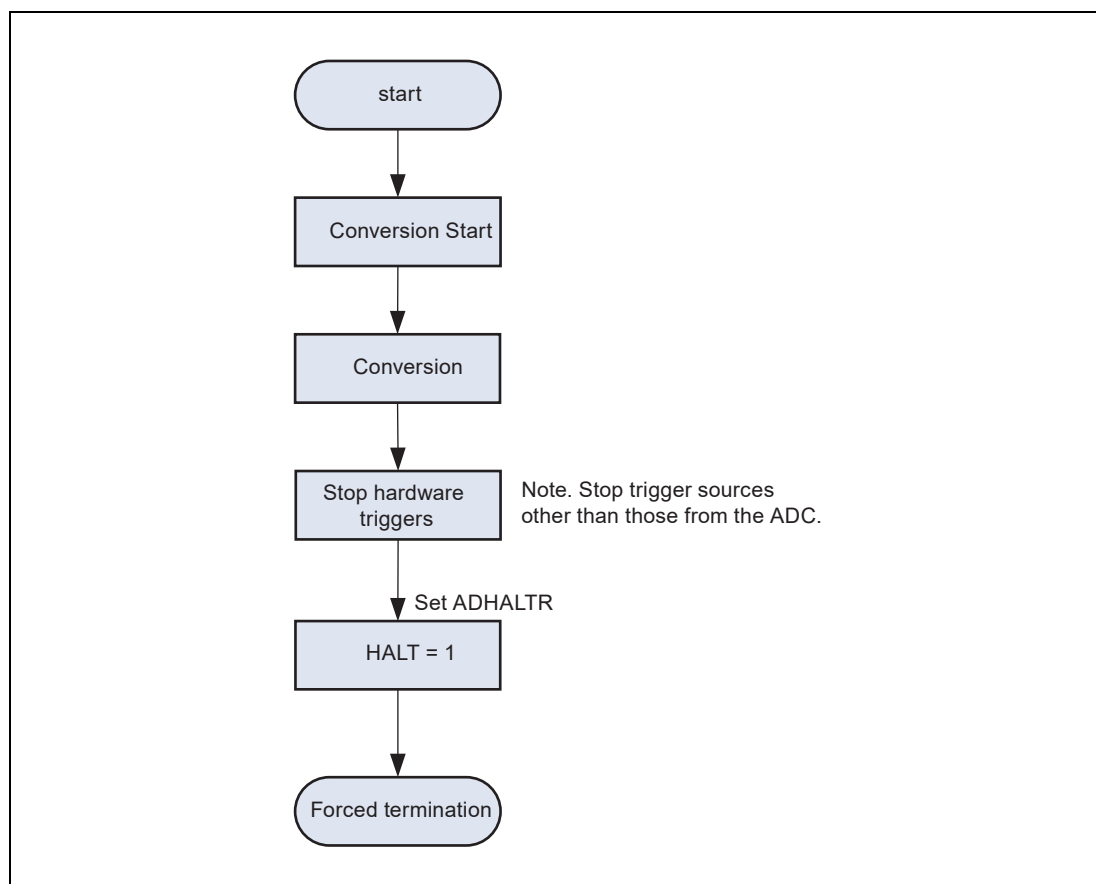 start
Conversion Start
Conversion
Stop hardware
triggers
Note. Stop trigger sources
other than those from the ADC.
Set ADHALTR
HALT = 1
Forced termination